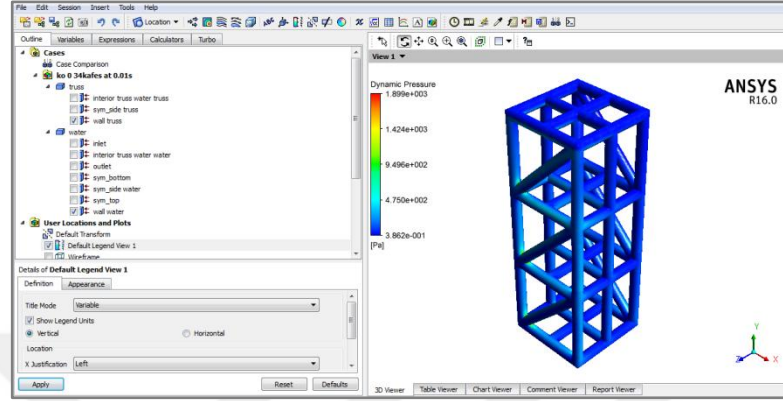 File Edit Session Insert Tools Help
Location
Outline Variables Expressions Calculators Turbo
Cases
Case Comparison
ko 0 34kafes at 0.01s
truss
interior truss water truss
sym_side truss
wall truss
water
inlet
interior truss water water
outlet
sym_bottom
sym_side water
sym_top
wall water
User Locations and Plots
Default Transform
Default Legend View 1
Wireframe
Details of Default Legend View 1
Definition Appearance
Title Mode Variable
Show Legend Units
Vertical Horizontal
Location
X Justification Left
Apply Reset Defaults
View 1
Dynamic Pressure
1.899e+003
1.424e+003
9.496e+002
4.750e+002
3.862e-001
[Pa]
ANSYS
R16.0
Y
Z X
3D Viewer Table Viewer Chart Viewer Comment Viewer Report Viewer